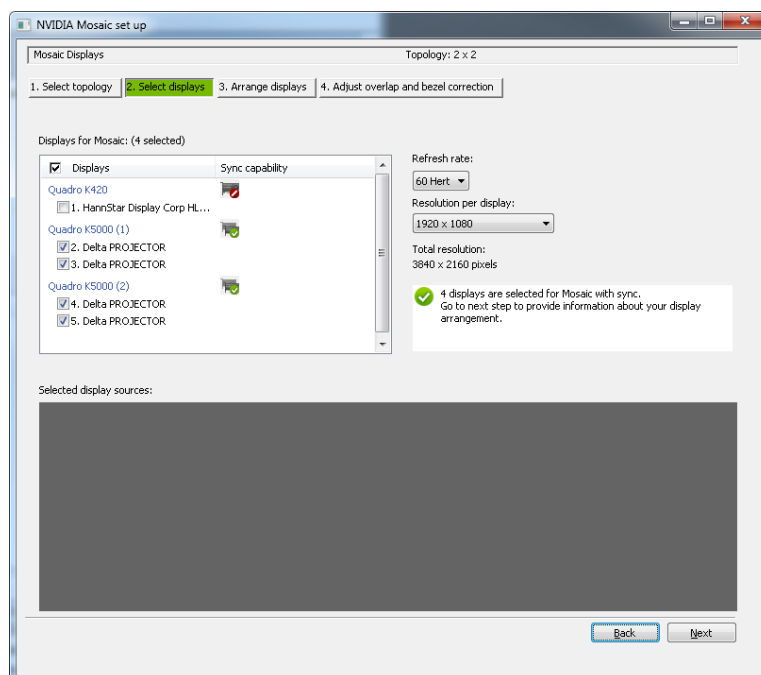 NVIDIA Mosaic set up
Mosaic Displays Topology: 2 x 2
1. Select topology 2. Select displays 3. Arrange displays 4. Adjust overlap and bezel correction
Displays for Mosaic: (4 selected)
Displays Sync capability
Quadro K420
1. HannStar Display Corp HL...
Quadro K5000 (1)
2. Delta PROJECTOR
3. Delta PROJECTOR
Quadro K5000 (2)
4. Delta PROJECTOR
5. Delta PROJECTOR
Refresh rate:
60 Hert
Resolution per display:
1920 x 1080
Total resolution:
3840 x 2160 pixels
4 displays are selected for Mosaic with sync.
Go to next step to provide information about your display
arrangement.
Selected display sources:
Back Next